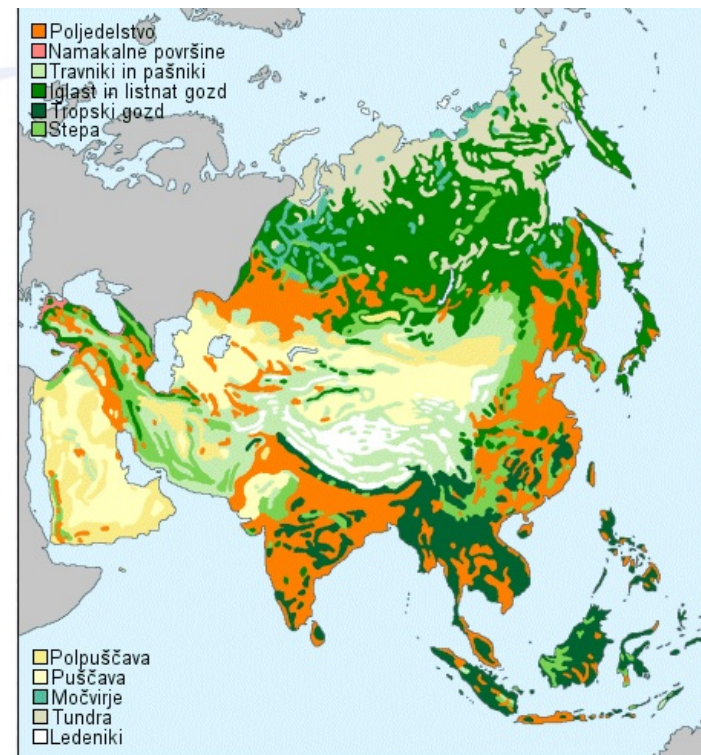 Poljedelstvo
Namakalne površine
Travniki in pašniki
Iglast in listnat gozd
Tropski gozd
Stepa
Polpuščava
Puščava
Močvirje
Tundra
Ledeniki